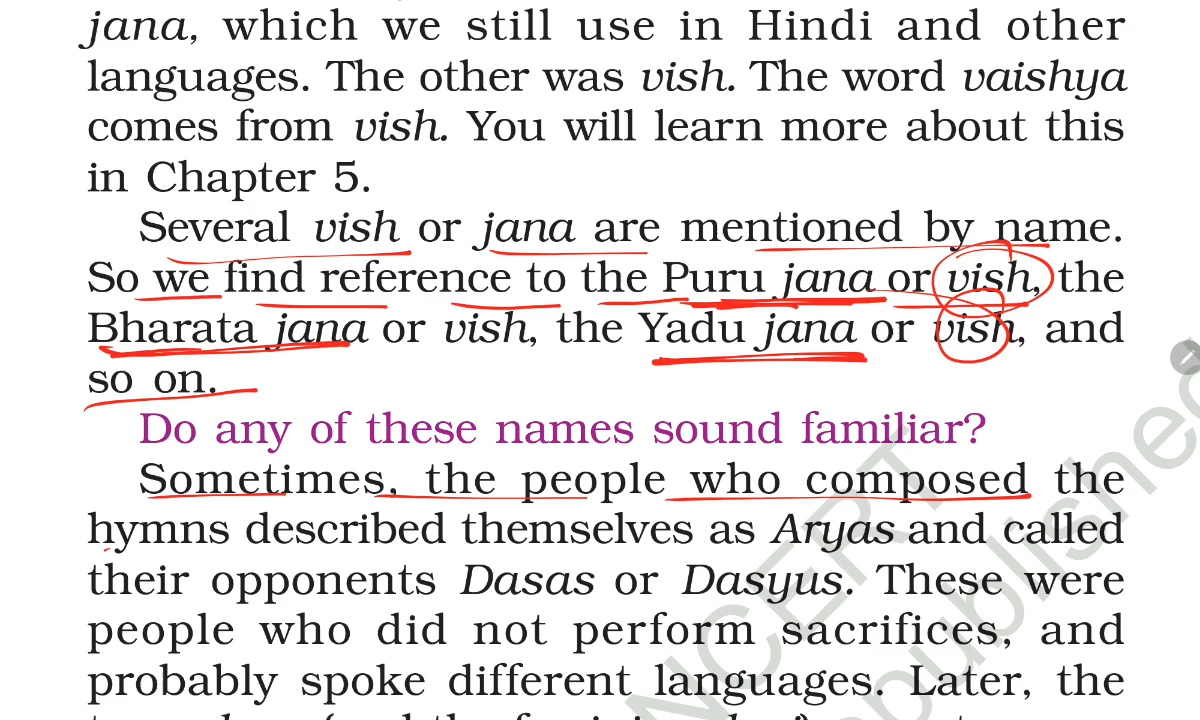 jana, which we still use in Hindi and other
languages. The other was vish. The word vaishya
comes from vish. You will learn more about this
in Chapter 5.
Several vish or jana are mentioned by name.
So we find reference to the Puru jana or vish, the
Bharata jana or vish, the Yadu jana or vish, and
so on.
Do any of these names sound familiar?
Sometimes, the people who composed the
hymns described themselves as Aryas and called
their opponents Dasas or Dasyus. These were
people who did not perform sacrifices, and
probably spoke different languages. Later, the
NCERT
republished